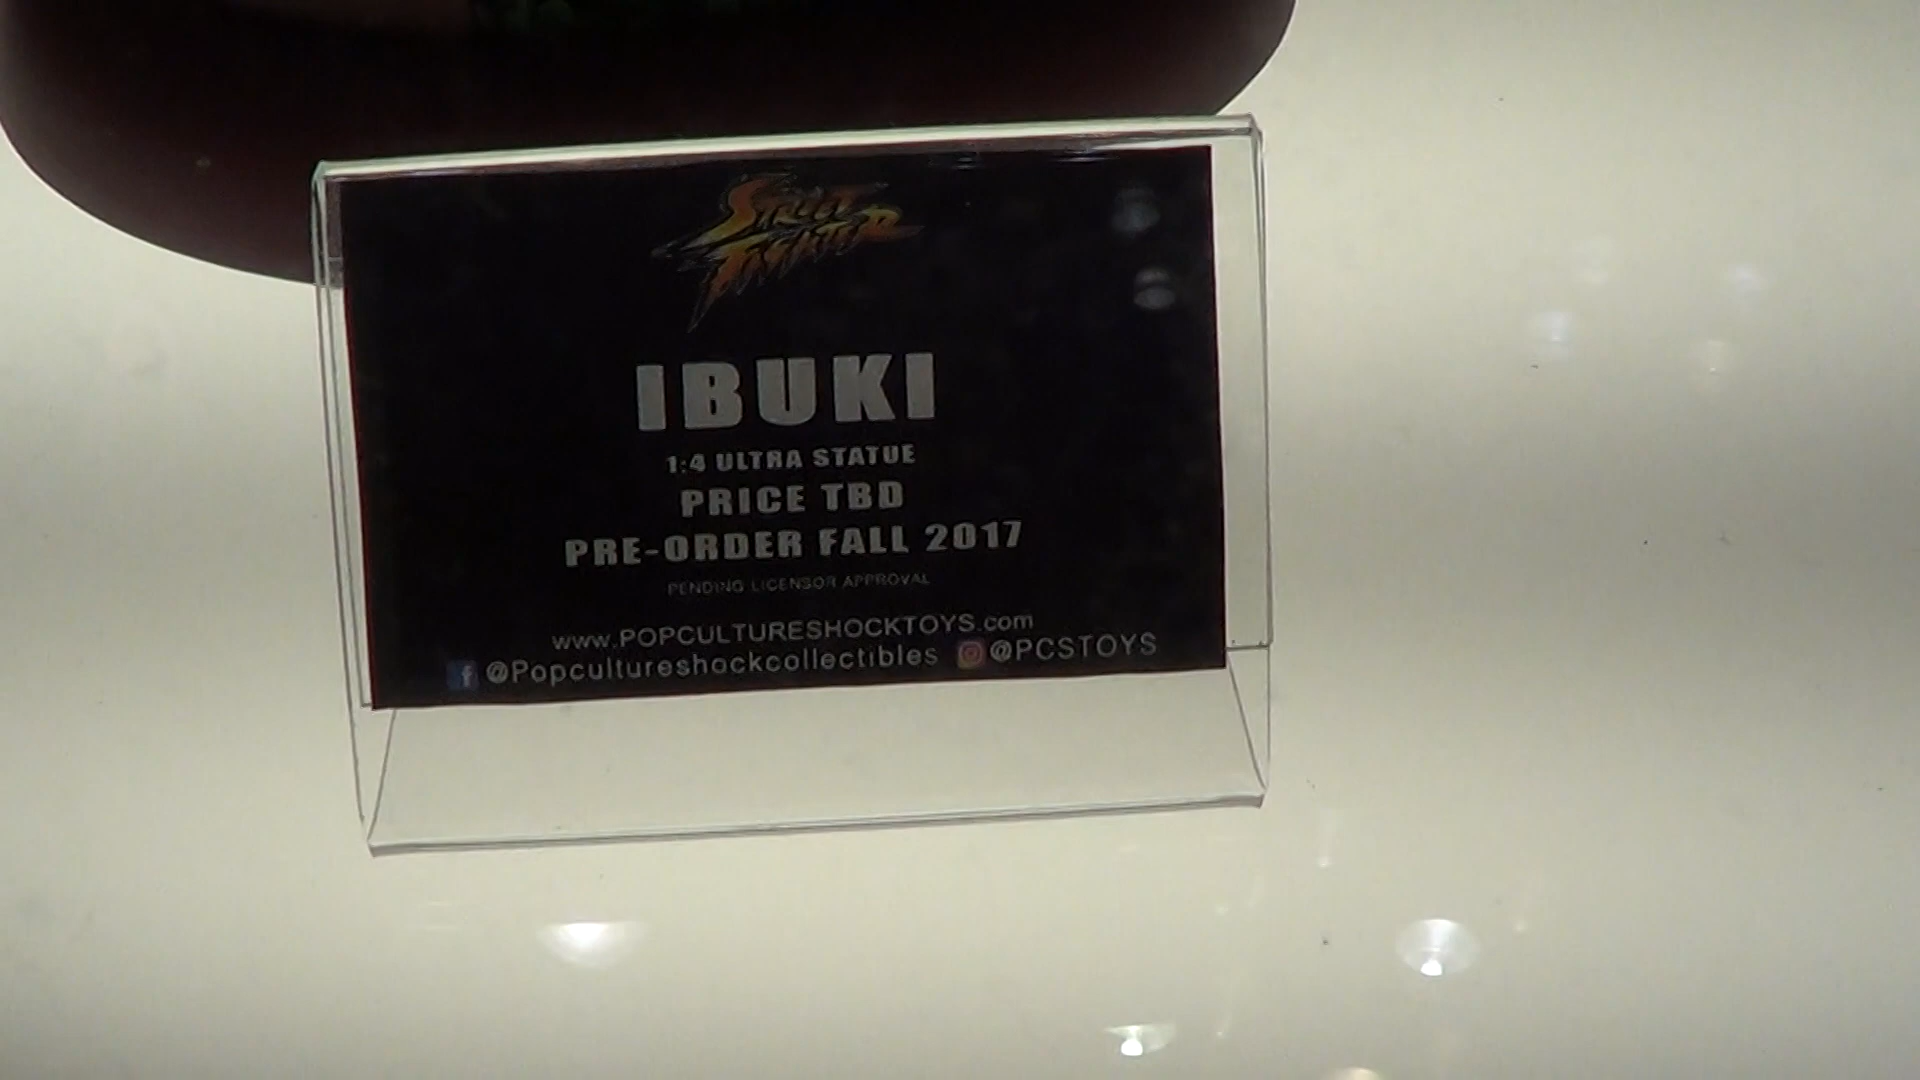 STREET
FIGHTER
IBUKI
1:4 ULTRA STATUE
PRICE TBD
PRE-ORDER FALL 2017
PENDING LICENSOR APPROVAL
www.POPCULTURESHOCKTOYS.com
@Popcultureshockcollectibles @PCSTOYS